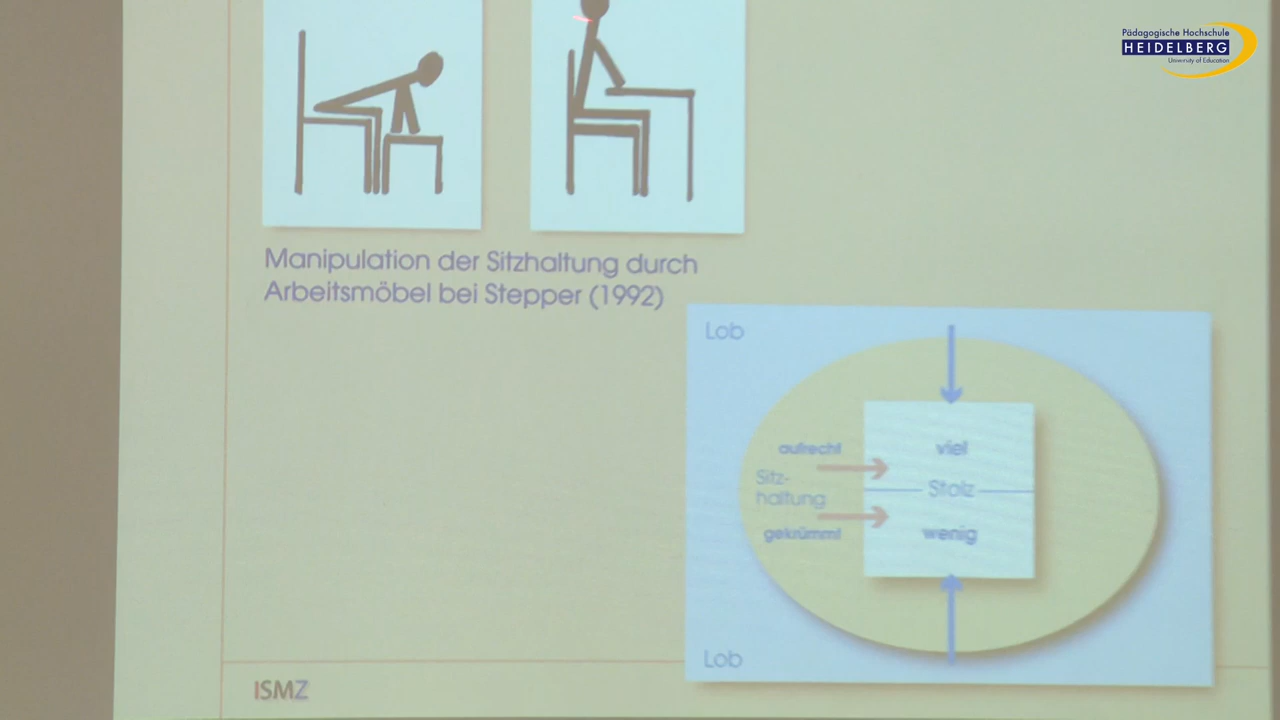 Pädagogische Hochschule
HEIDELBERG
University of Education
Manipulation der Sitzhaltung durch
Arbeitsmöbel bei Stepper (1992)
Lob
aufrecht
viel
Sitz-
haltung
Stolz
gekrümmt
wenig
Lob
ISMZ